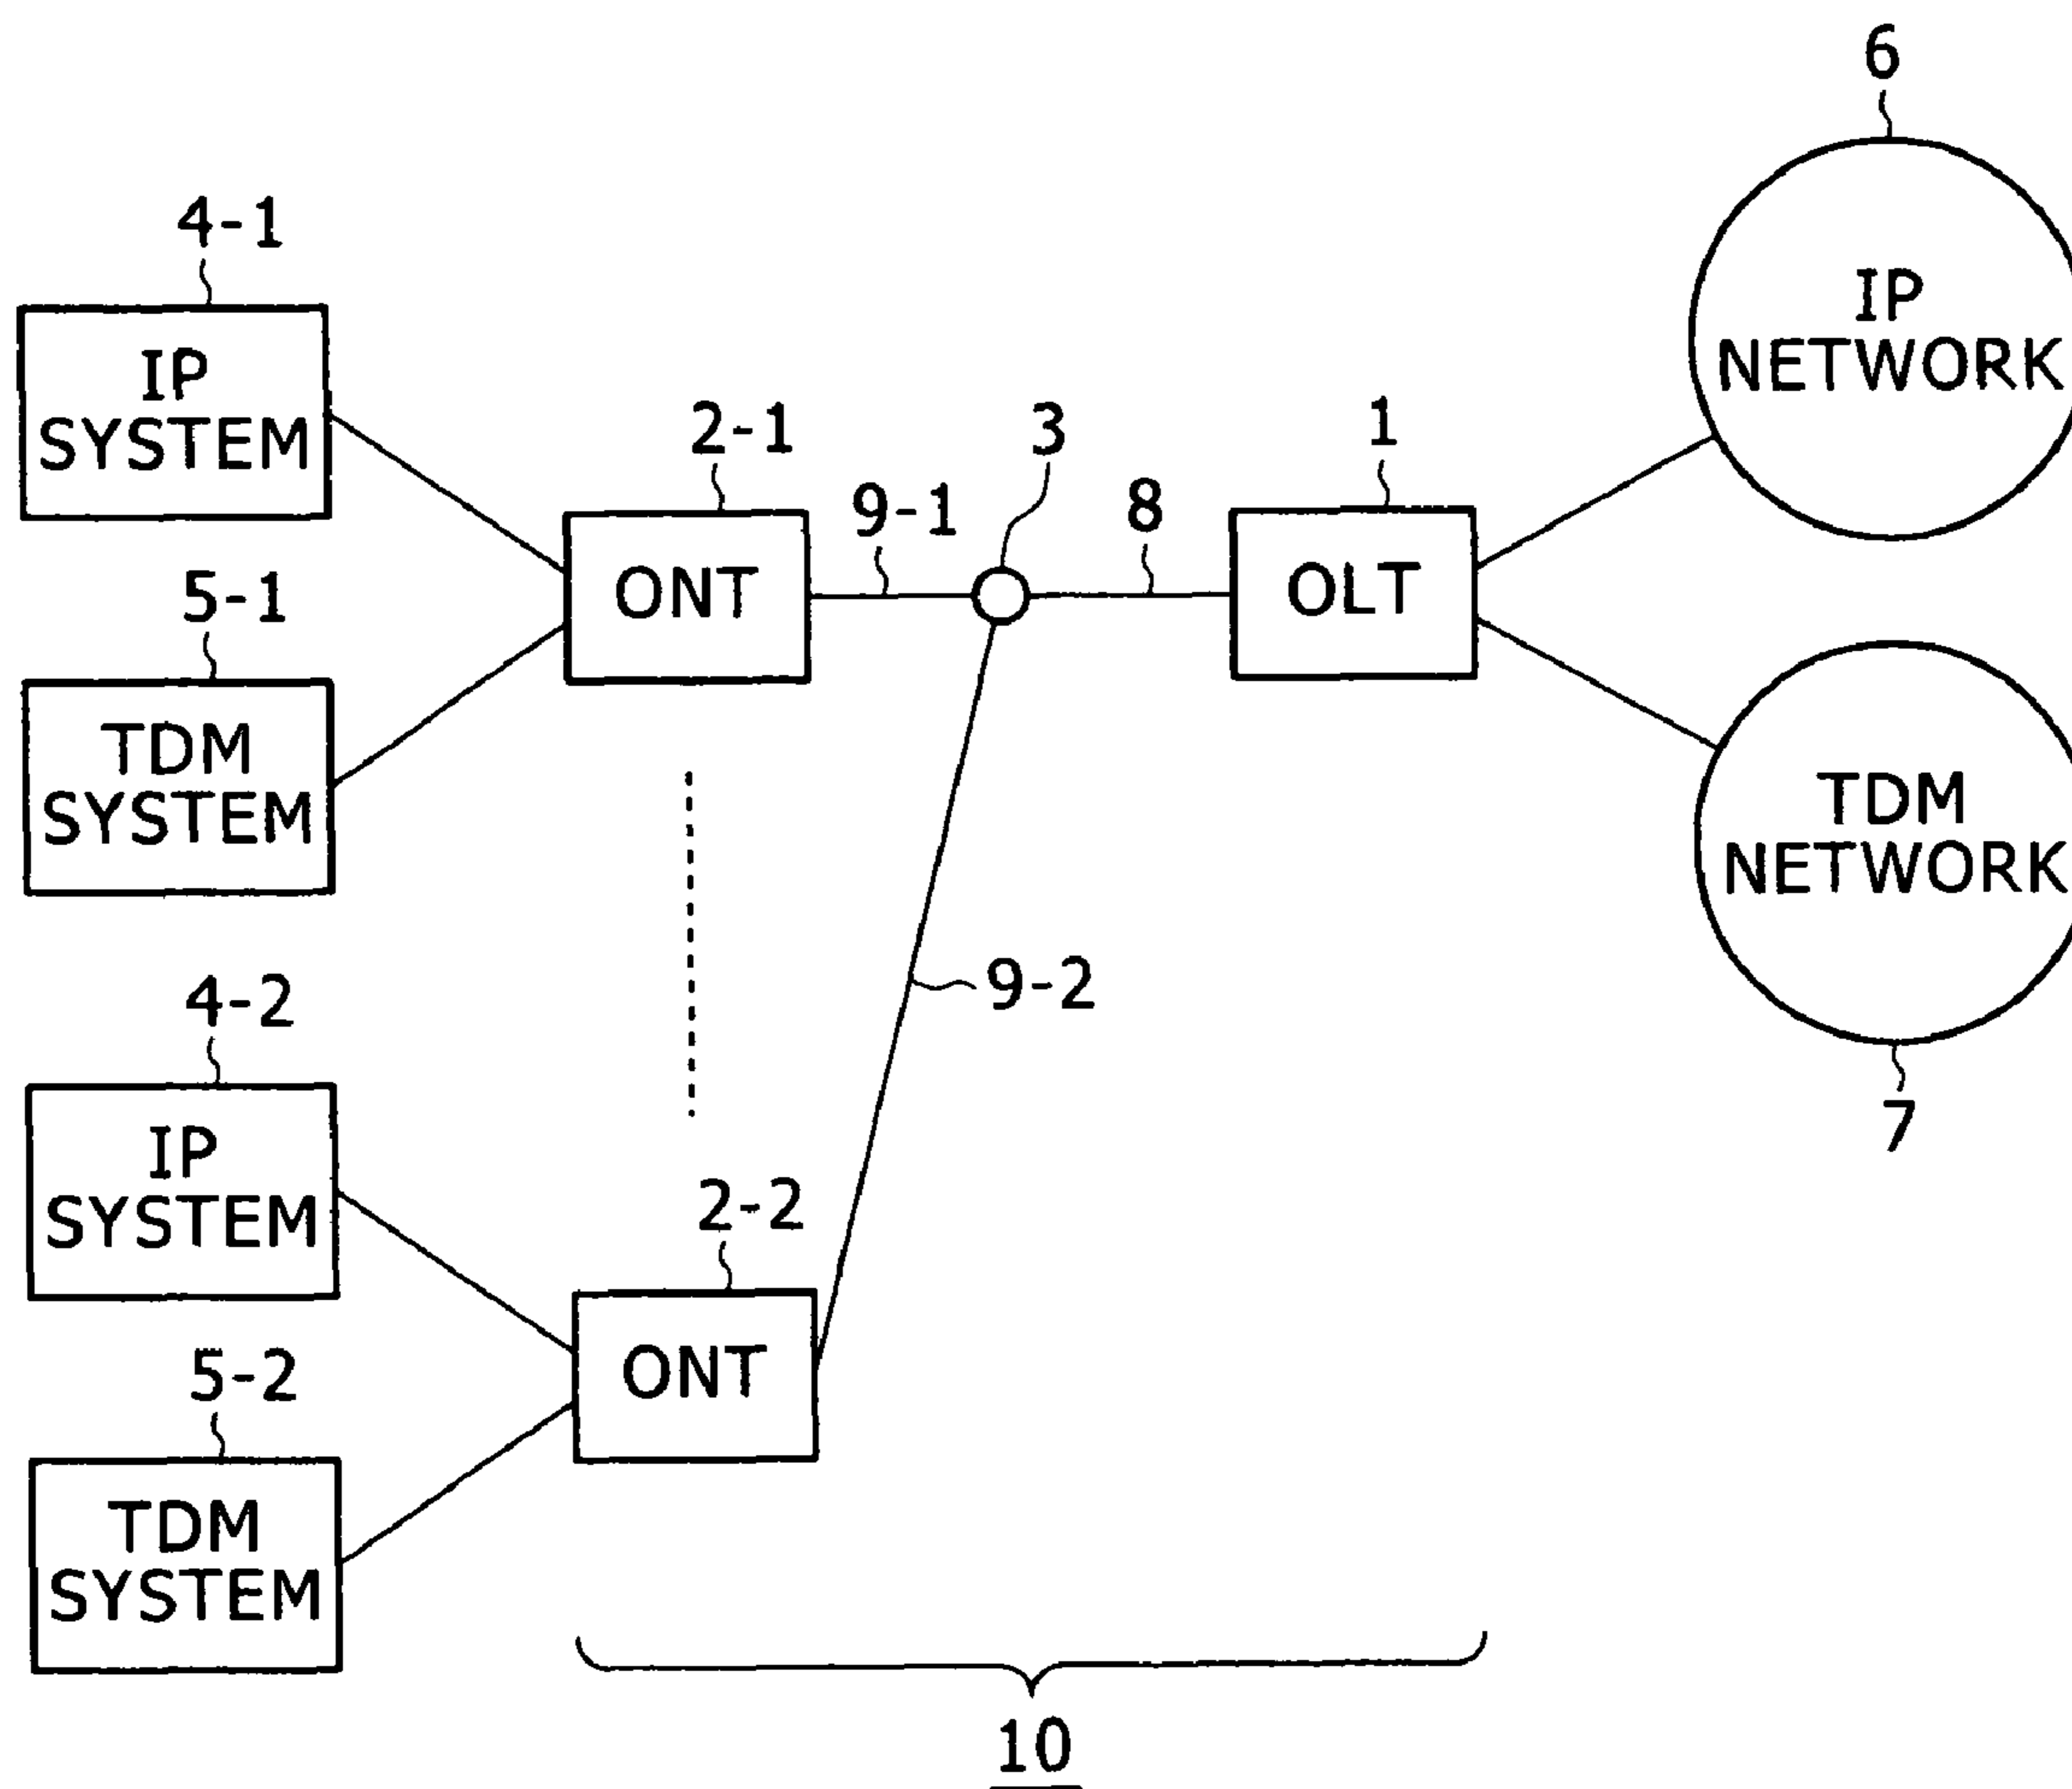 6
4-1
IP
NETWORK
IP
SYSTEM
2-1
3
1
9-1
8
5-1
ONT
OLT
TDM
SYSTEM
TDM
NETWORK
4-2
9-2
7
IP
SYSTEM
2-2
5-2
ONT
TDM
SYSTEM
10